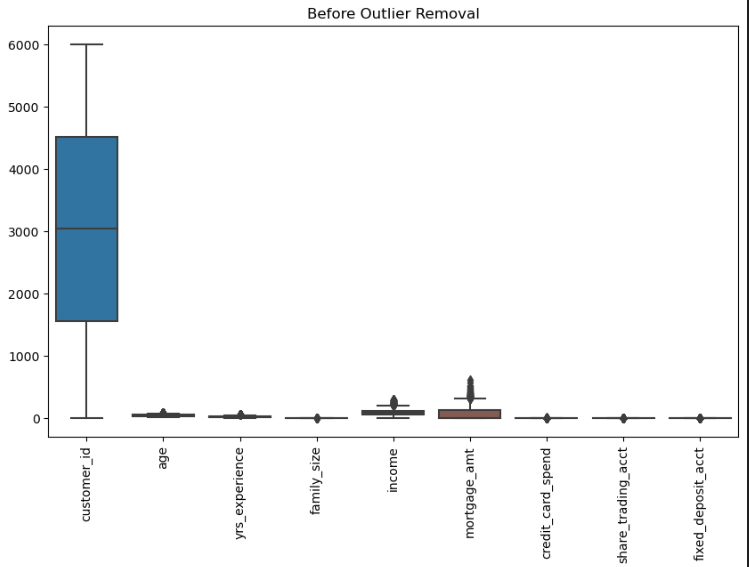 Before Outlier Removal
6000
5000
4000
3000
2000
1000
0
customer_id
age
yrs_experience
family_size
income
mortgage_amt
credit_card_spend
share_trading_acct
fixed_deposit_acct